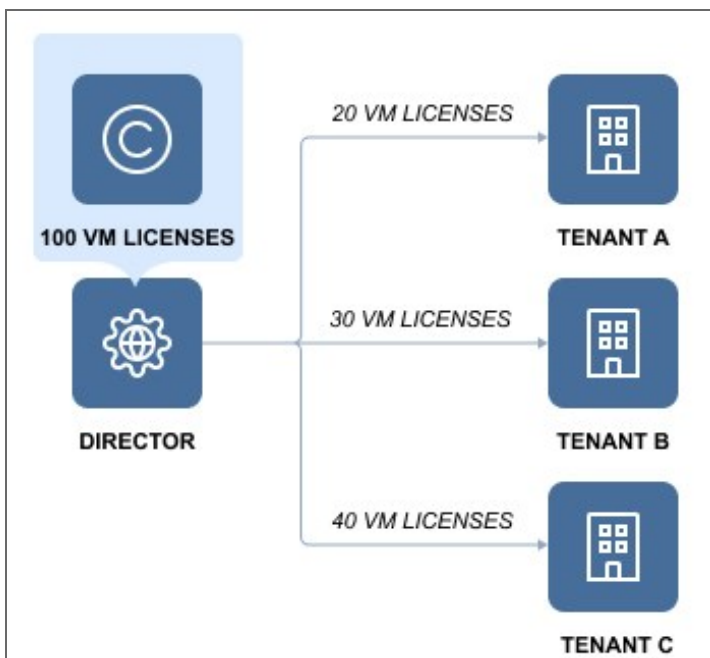 20 VM LICENSES
100 VM LICENSES
TENANT A
30 VM LICENSES
DIRECTOR
TENANT B
40 VM LICENSES
TENANT C